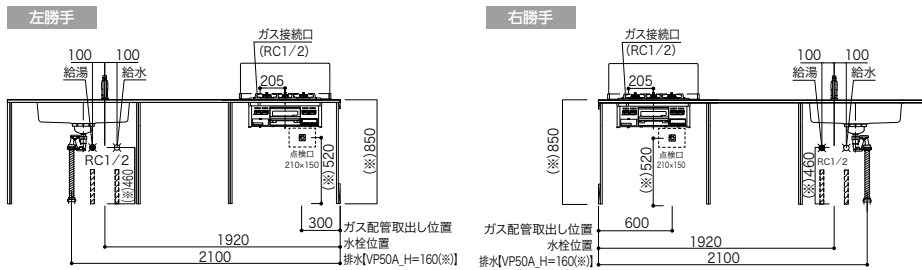 左勝手
ガス接続口
(RC1/2)
100
100
給湯
給水
205
RC1/2
(※)460
点検口
210×150
(※)520
(※)850
300
ガス配管取出し位置
1920
水栓位置
2100
排水【VP50A_H=160(※)】
右勝手
ガス接続口
(RC1/2)
100
100
給湯
給水
205
(※)850
(※)520
点検口
210×150
(※)460
RC1/2
ガス配管取出し位置
600
水栓位置
1920
排水【VP50A_H=160(※)】
2100